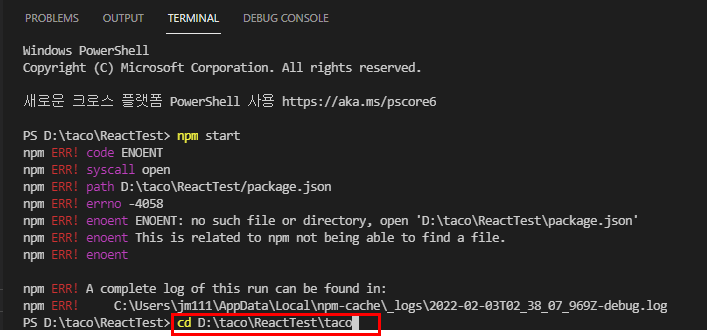 PROBLEMS OUTPUT TERMINAL DEBUG CONSOLE
Windows PowerShell
Copyright (C) Microsoft Corporation. All rights reserved.
새로운 크로스 플랫폼 PowerShell 사용 https://aka.ms/pscore6
PS D:\taco\ReactTest> npm start
npm ERR! code ENOENT
npm ERR! syscall open
npm ERR! path D:\taco\ReactTest/package.json
npm ERR! errno -4058
npm ERR! enoent ENOENT: no such file or directory, open 'D:\taco\ReactTest\package.json'
npm ERR! enoent This is related to npm not being able to find a file.
npm ERR! enoent
npm ERR! A complete log of this run can be found in:
npm ERR!     C:\Users\jm111\AppData\Local\npm-cache\_logs\2022-02-03T02_38_07_969Z-debug.log
PS D:\taco\ReactTest> cd D:\taco\ReactTest\taco